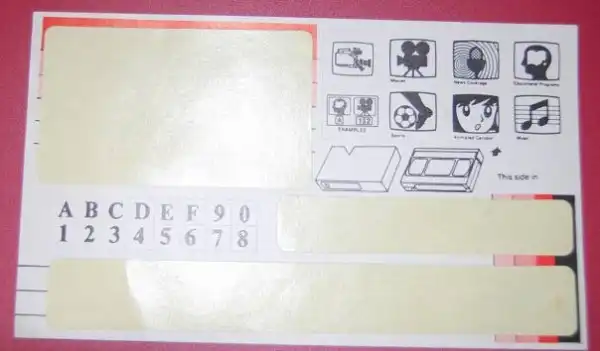 Movies
News Coverage
Educational Programs
EXAMPLES
Sports
Animated Cartoon
Music
This side in
A B C D E F 9 0
1 2 3 4 5 6 7 8